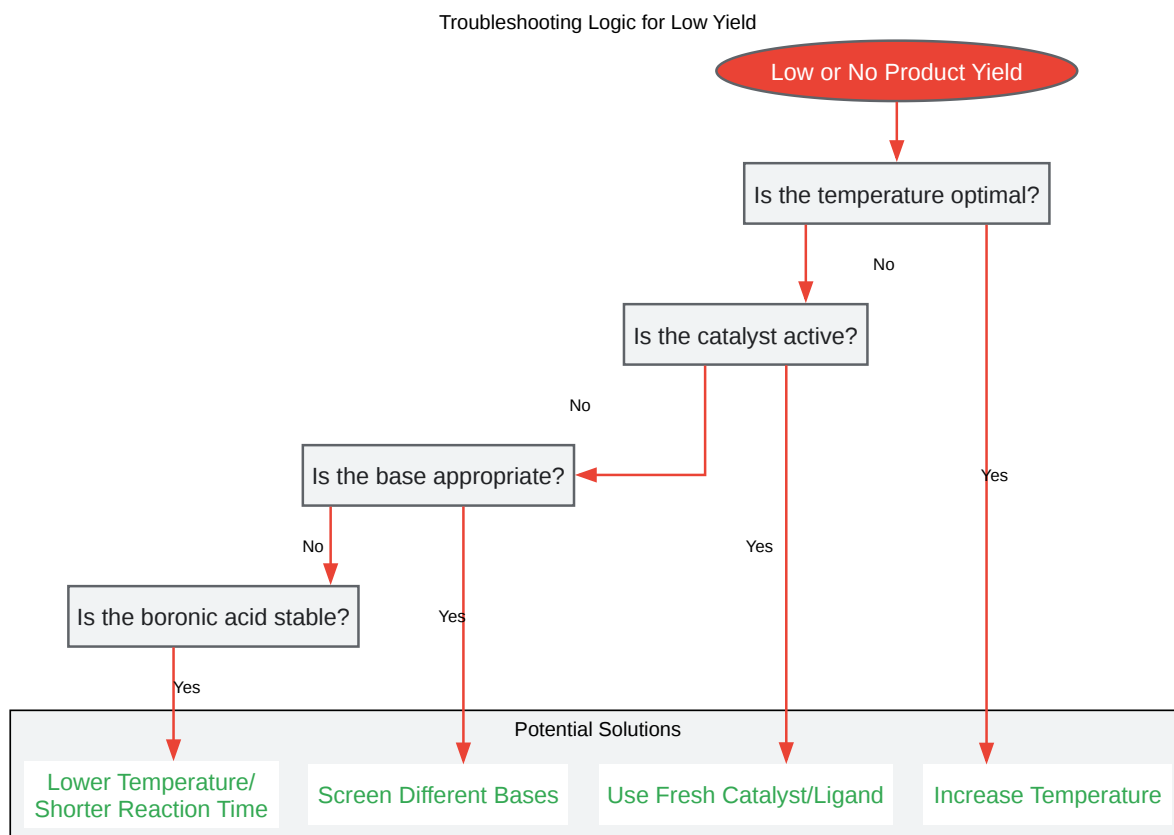 Troubleshooting Logic for Low Yield
Low or No Product Yield
Is the temperature optimal?
No
Is the catalyst active?
No
Is the base appropriate?
Yes
No
Yes
Is the boronic acid stable?
Yes
Yes
Potential Solutions
Lower Temperature/
Shorter Reaction Time
Screen Different Bases
Use Fresh Catalyst/Ligand
Increase Temperature